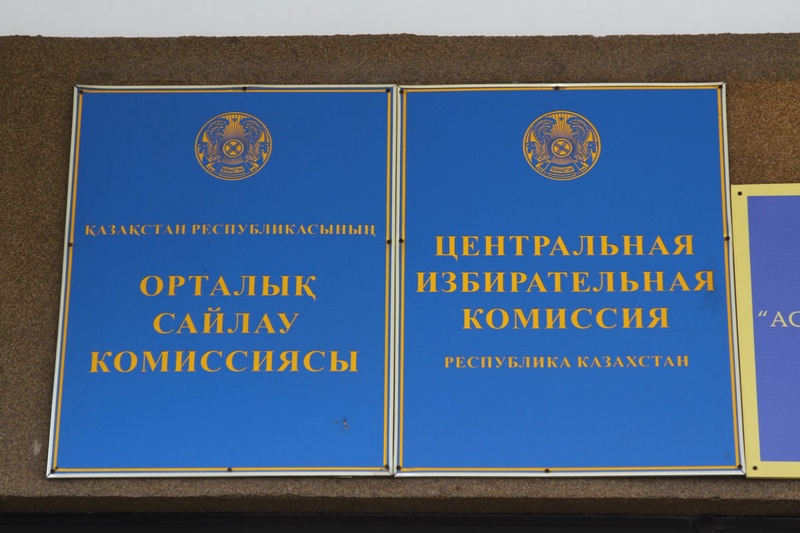 ҚАЗАҚСТАН РЕСПУБЛИКАСЫНЫҢ
ОРТАЛЫҚ
САЙЛАУ
КОМИССИЯСЫ
ЦЕНТРАЛЬНАЯ
ИЗБИРАТЕЛЬНАЯ
КОМИССИЯ
РЕСПУБЛИКА КАЗАХСТАН